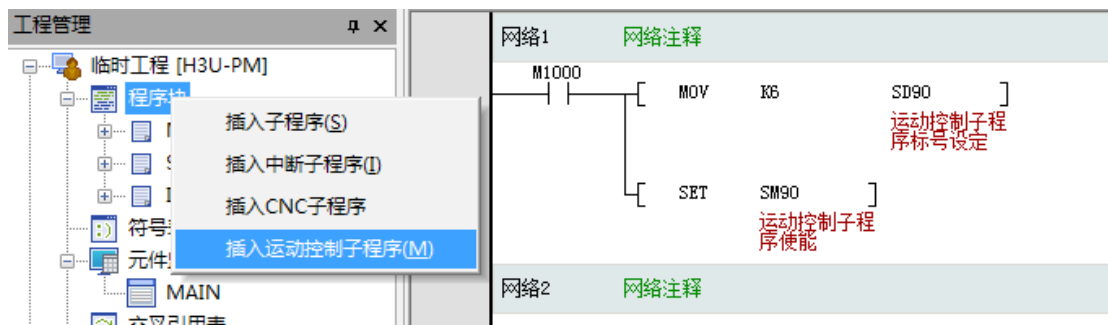 工程管理
临时工程 [H3U-PM]
程序块
插入子程序(S)
插入中断子程序(I)
插入CNC子程序
插入运动控制子程序(M)
符号
元件
MAIN
交叉引用表
网络1 网络注释
M1000
MOV K6 SD90
运动控制子程
序标号设定
SET SM90
运动控制子程
序使能
网络2 网络注释